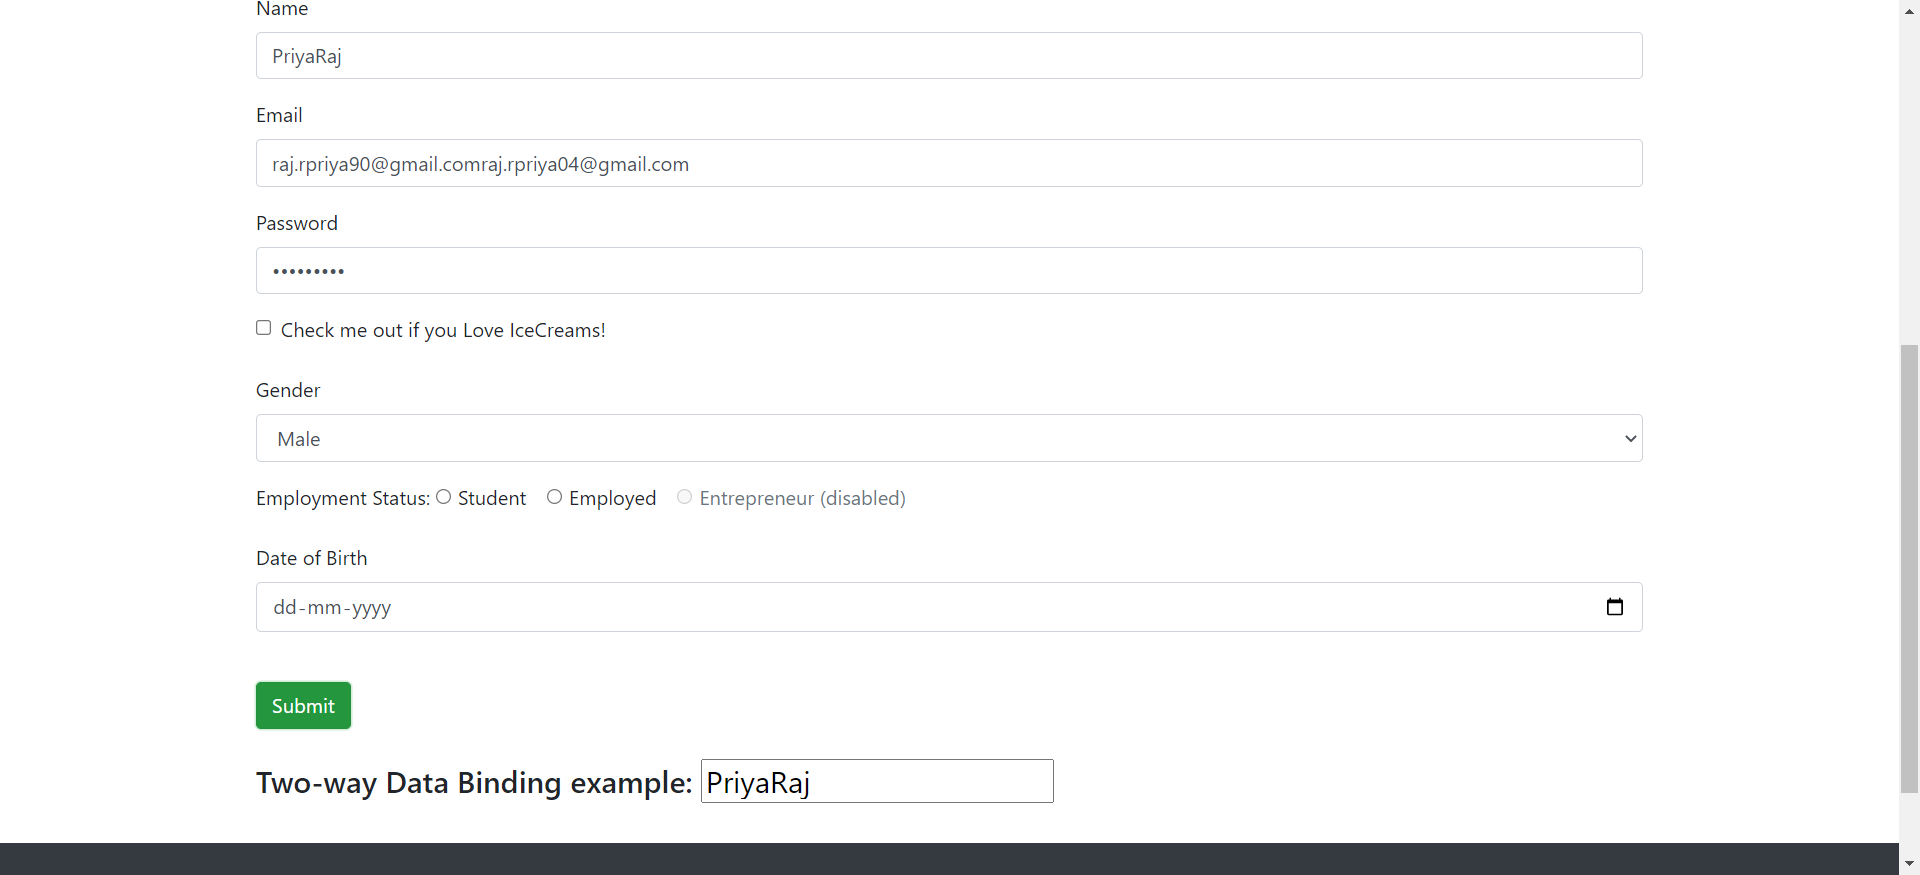 Name
PriyaRaj
Email
raj.rpriya90@gmail.comraj.rpriya04@gmail.com
Password
•••••••••
Check me out if you Love IceCreams!
Gender
Male
Employment Status: Student Employed Entrepreneur (disabled)
Date of Birth
dd-mm-yyyy
Submit
Two-way Data Binding example: PriyaRaj